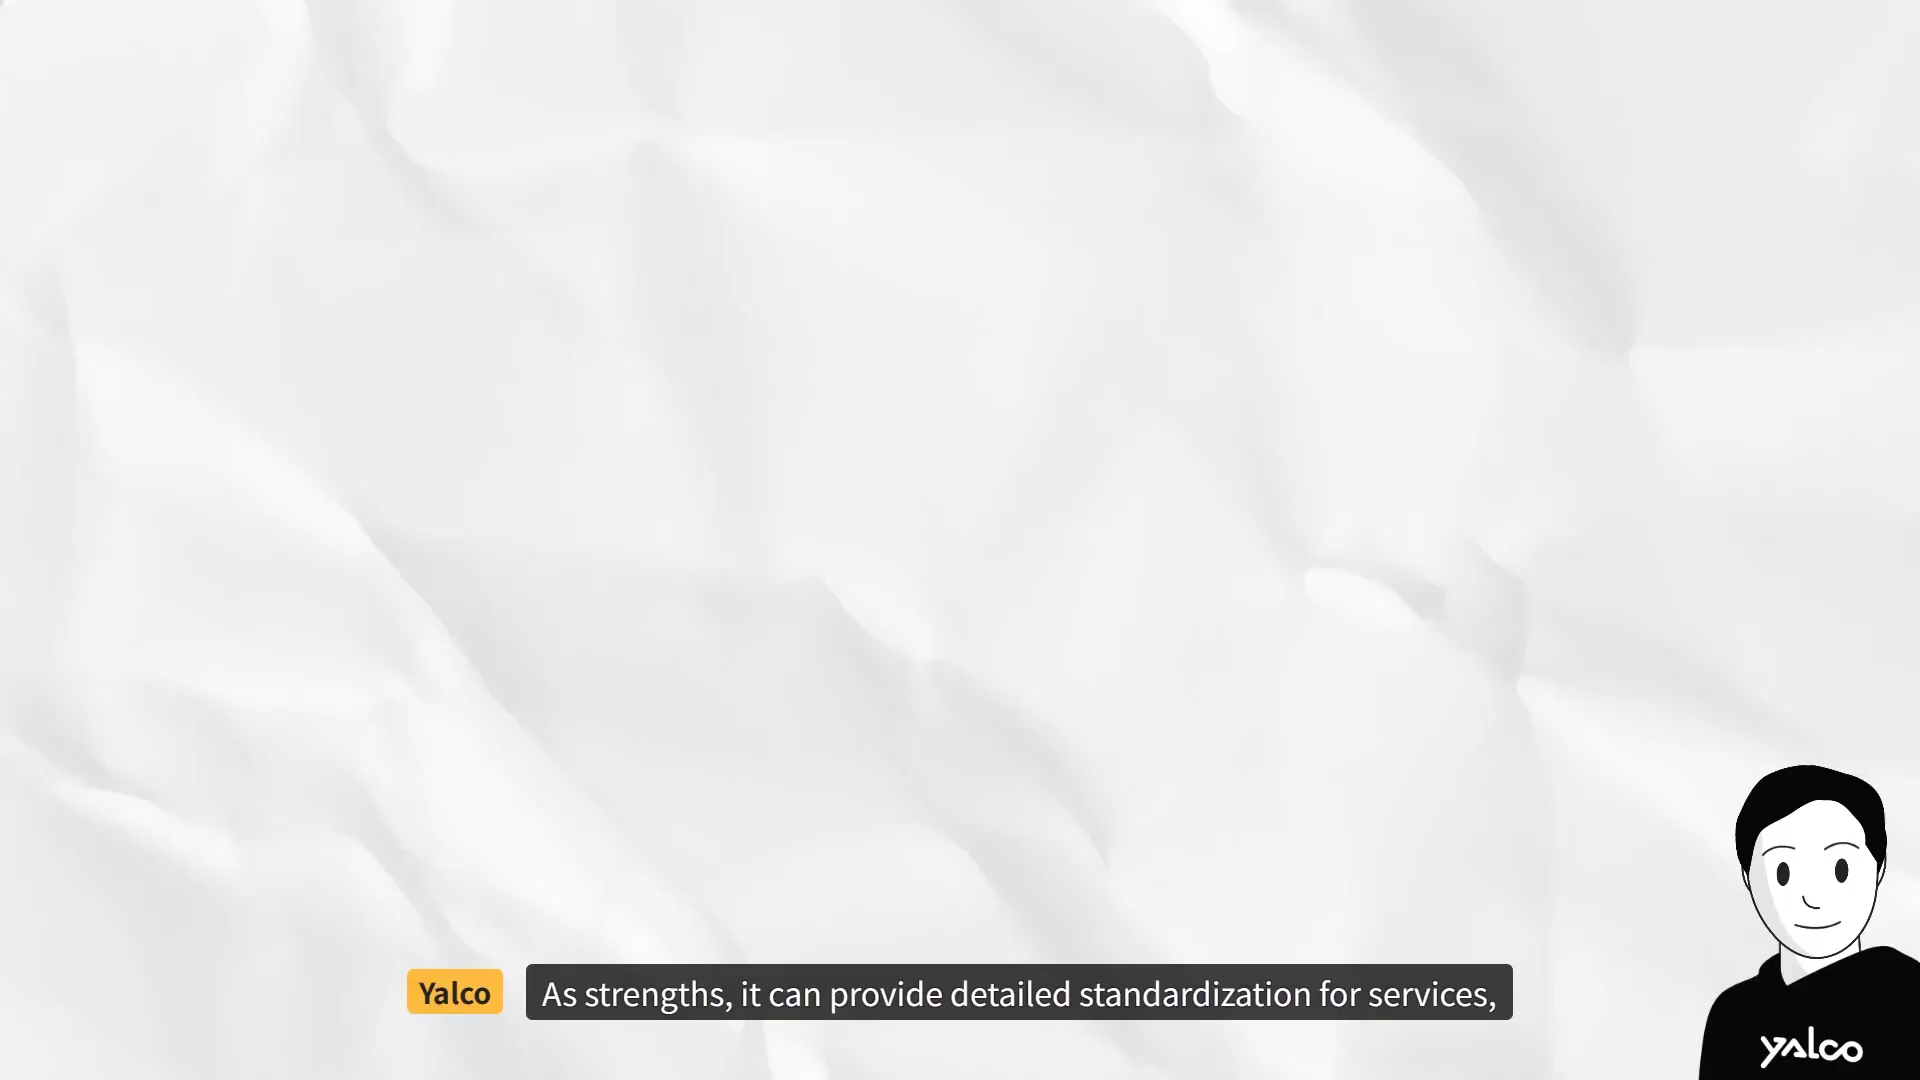 Yalco As strengths, it can provide detailed standardization for services,
yalco